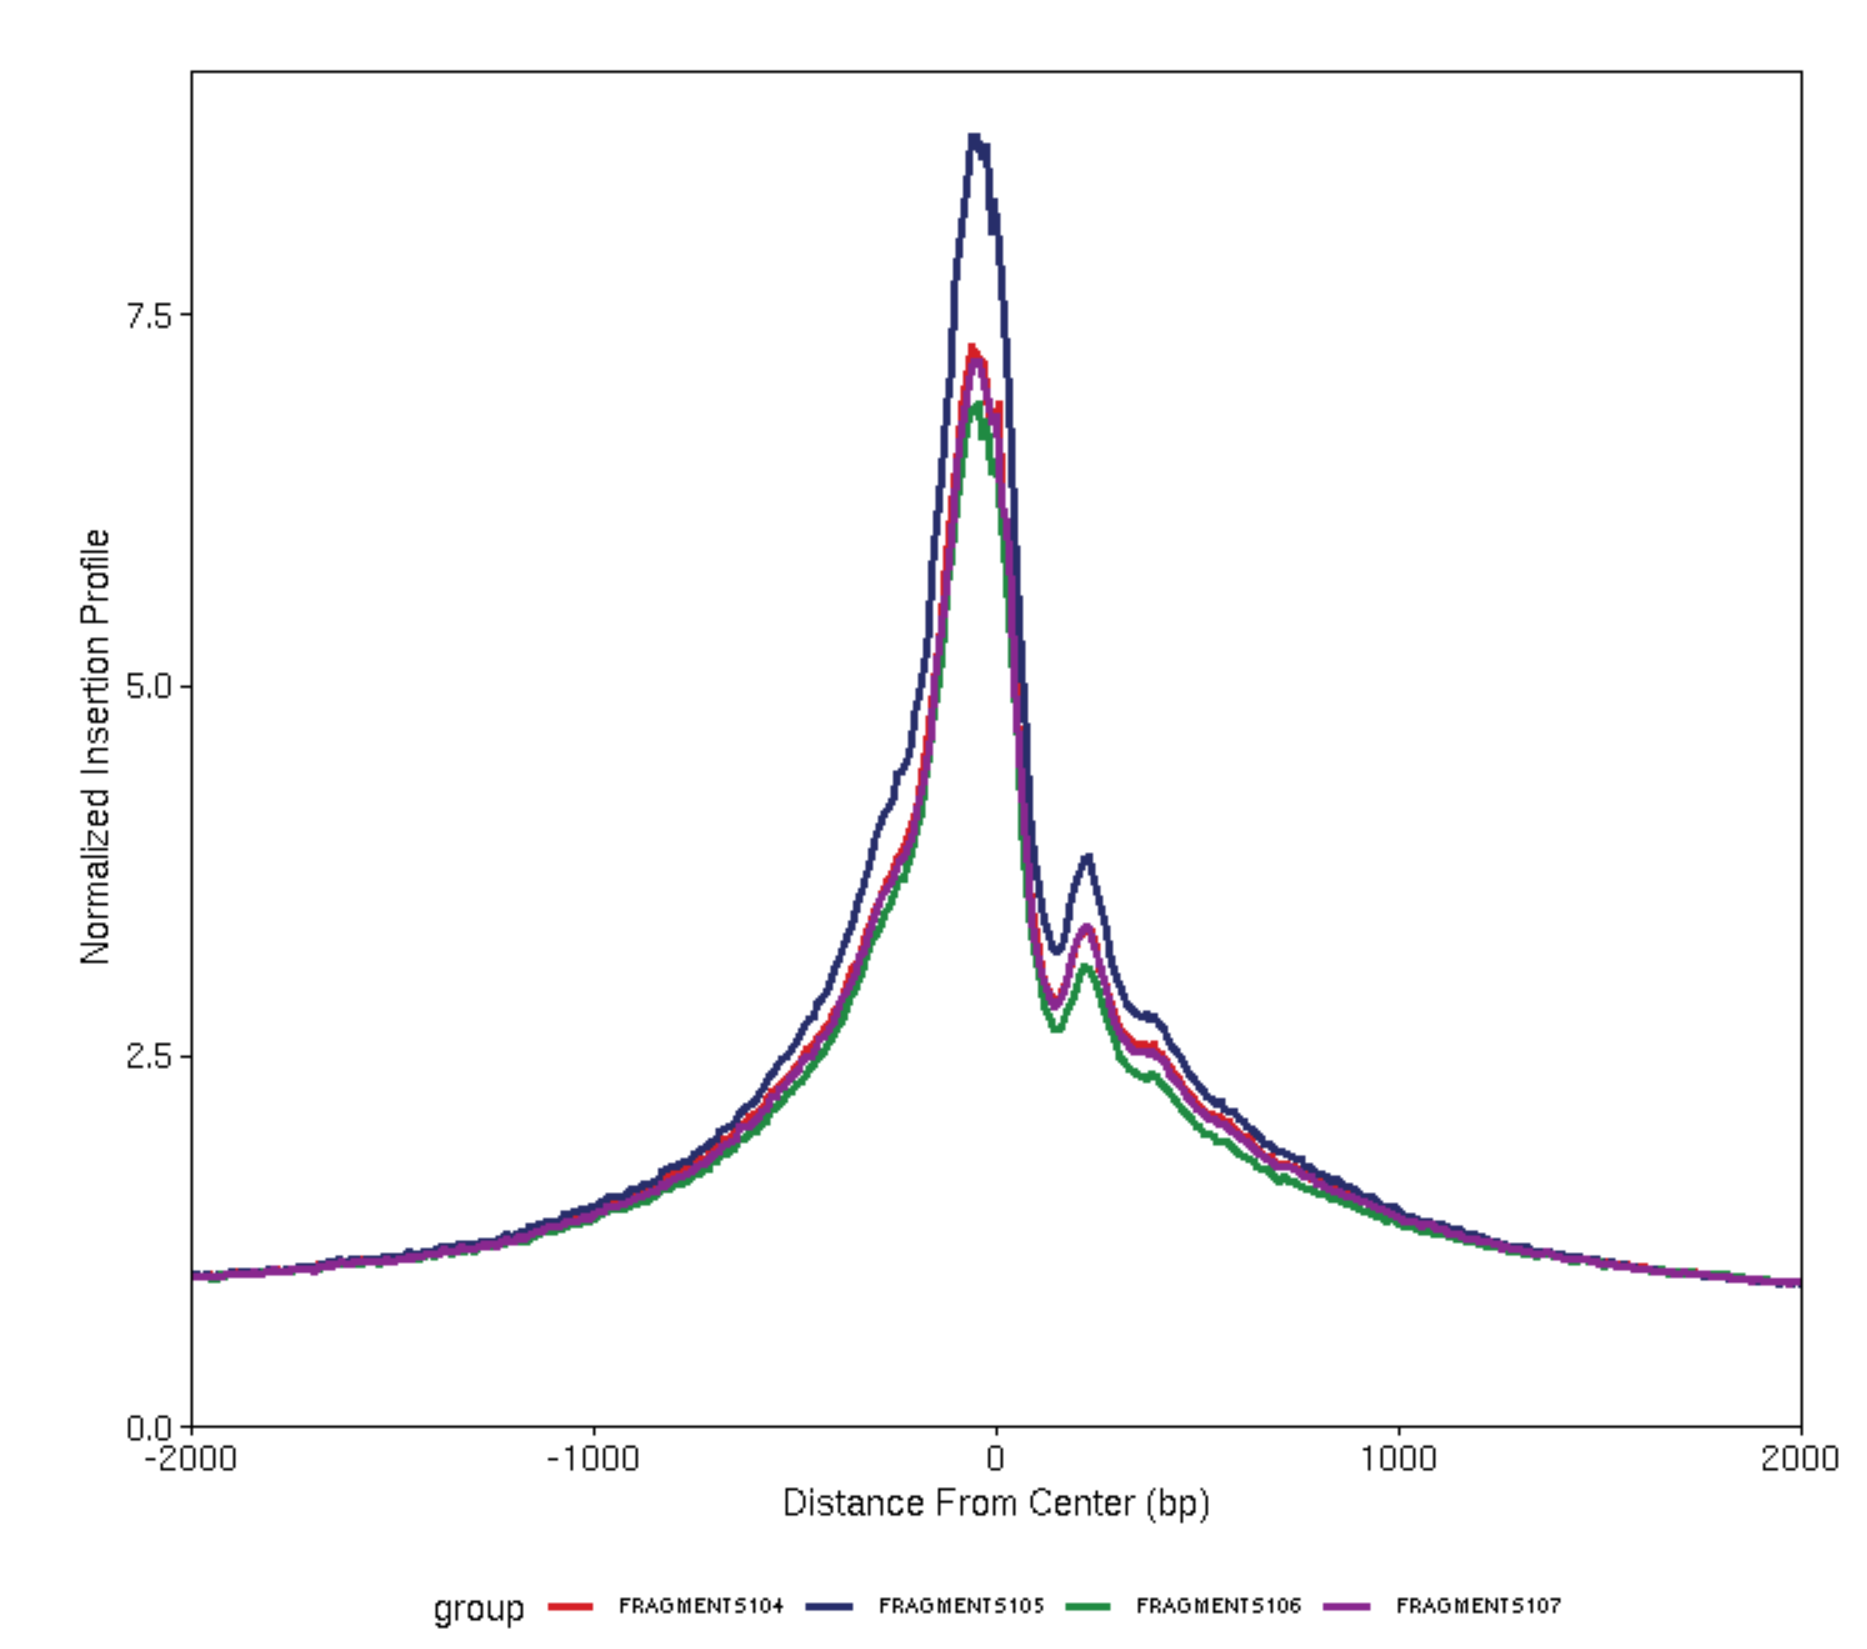 Normalized Insertion Profile
7.5
5.0
2.5
0.0
-2000 -1000 0 1000 2000
Distance From Center (bp)
group FRAGMENTS104 FRAGMENTS105 FRAGMENTS106 FRAGMENTS107